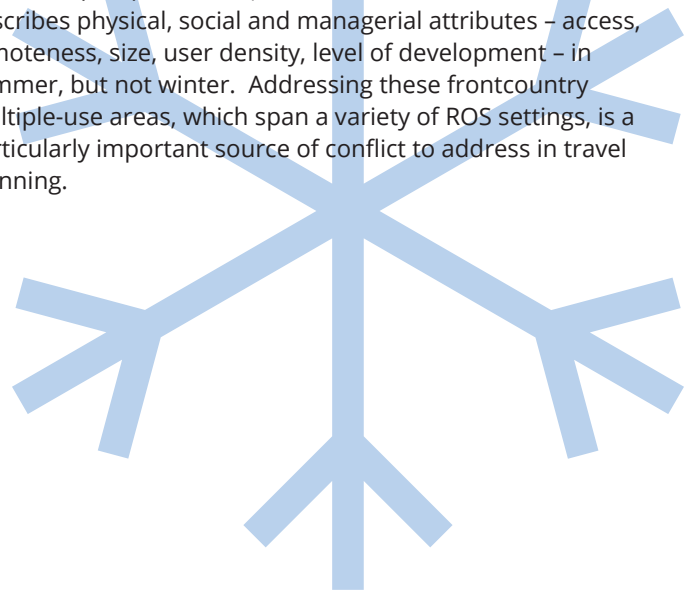 scribes physical, social and managerial attributes – access,
moteness, size, user density, level of development – in
mmer, but not winter.  Addressing these frontcountry
ltiple-use areas, which span a variety of ROS settings, is a
rticularly important source of conflict to address in travel
nning.